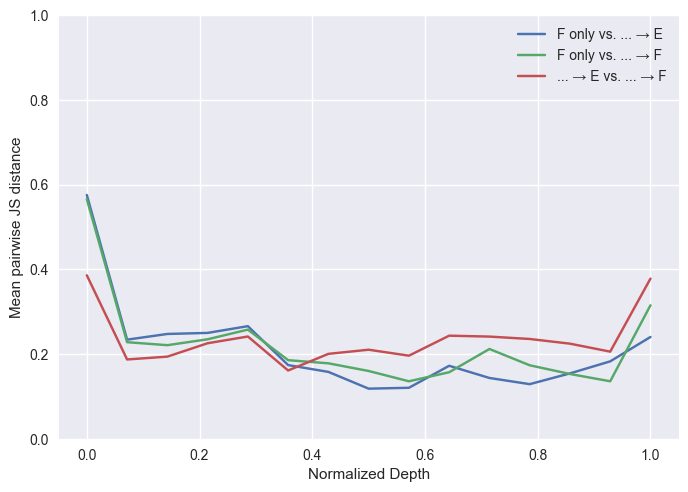 1.0
0.8
0.6
0.4
0.2
0.0
Mean pairwise JS distance
F only vs. ... → E
F only vs. ... → F
... → E vs. ... → F
0.0 0.2 0.4 0.6 0.8 1.0
Normalized Depth